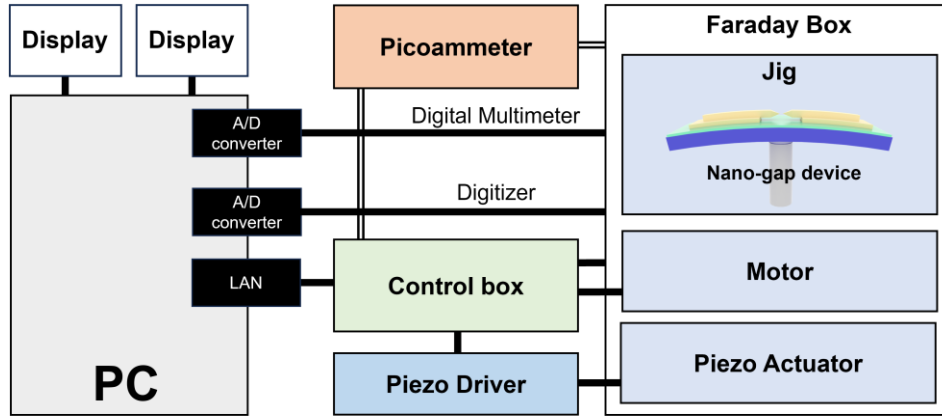 Display
Display
Picoammeter
Faraday Box
Jig
A/D
converter
Digital Multimeter
Nano-gap device
A/D
converter
Digitizer
LAN
Control box
Motor
PC
Piezo Driver
Piezo Actuator